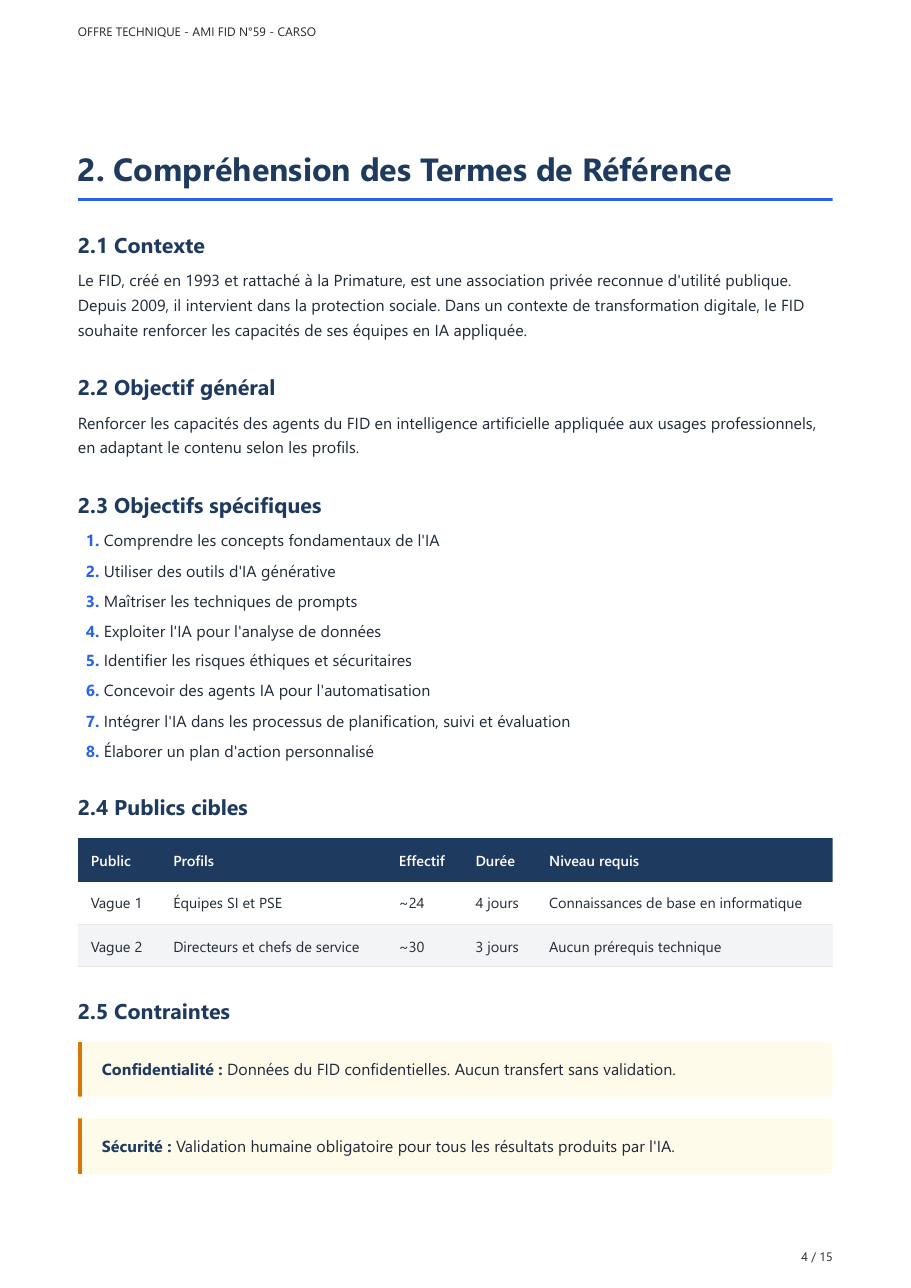 OFFRE TECHNIQUE - AMI FID N°59 - CARSO
2. Compréhension des Termes de Référence
2.1 Contexte
Le FID, créé en 1993 et rattaché à la Primature, est une association privée reconnue d'utilité publique.
Depuis 2009, il intervient dans la protection sociale. Dans un contexte de transformation digitale, le FID
souhaite renforcer les capacités de ses équipes en IA appliquée.
2.2 Objectif général
Renforcer les capacités des agents du FID en intelligence artificielle appliquée aux usages professionnels,
en adaptant le contenu selon les profils.
2.3 Objectifs spécifiques
1. Comprendre les concepts fondamentaux de l'IA
2. Utiliser des outils d'IA générative
3. Maîtriser les techniques de prompts
4. Exploiter l'IA pour l'analyse de données
5. Identifier les risques éthiques et sécuritaires
6. Concevoir des agents IA pour l'automatisation
7. Intégrer l'IA dans les processus de planification, suivi et évaluation
8. Élaborer un plan d'action personnalisé
2.4 Publics cibles
Public Profils Effectif Durée Niveau requis
Vague 1 Équipes SI et PSE ~24 4 jours Connaissances de base en informatique
Vague 2 Directeurs et chefs de service ~30 3 jours Aucun prérequis technique
2.5 Contraintes
Confidentialité : Données du FID confidentielles. Aucun transfert sans validation.
Sécurité : Validation humaine obligatoire pour tous les résultats produits par l'IA.
4 / 15